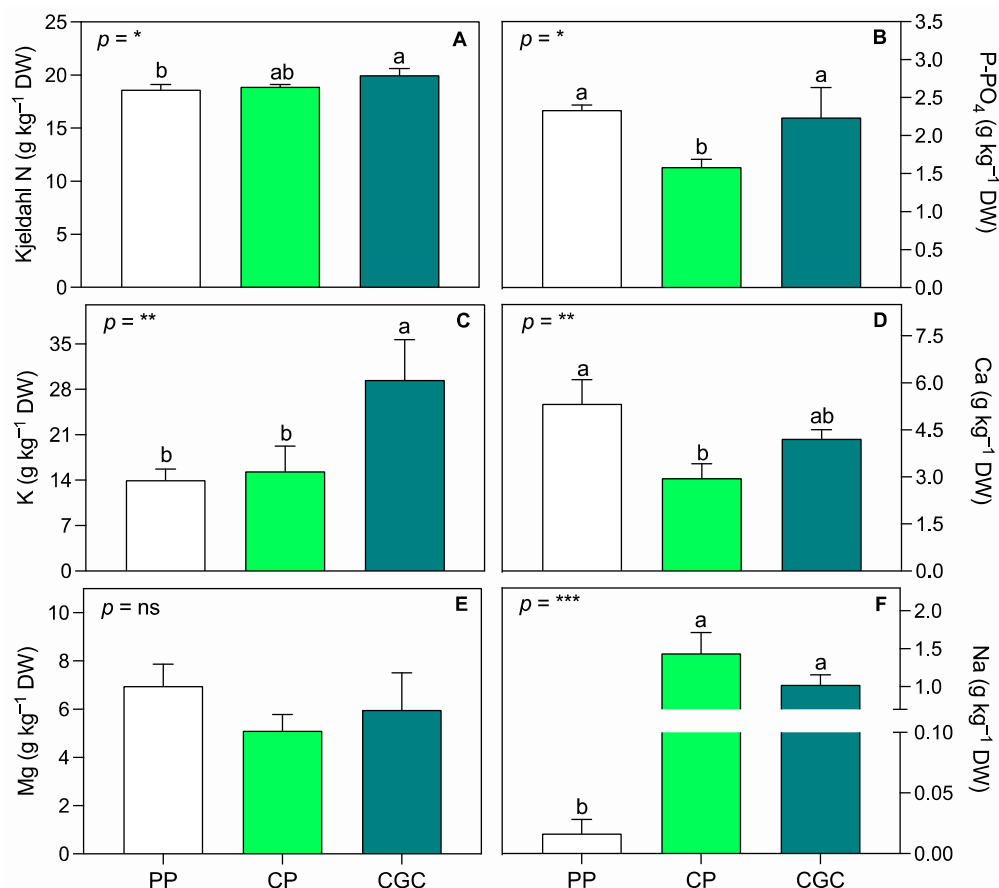 Kjeldahl N (g kg⁻¹ DW)
25
20
15
10
5
0
p = *
A
b
ab
a
p = *
B
a
b
a
3.5
3.0
2.5
2.0
1.5
1.0
0.5
0.0
P-PO₄ (g kg⁻¹ DW)
K (g kg⁻¹ DW)
35
28
21
14
7
0
p = **
C
b
b
a
p = **
D
a
b
ab
7.5
6.0
4.5
3.0
1.5
0.0
Ca (g kg⁻¹ DW)
Mg (g kg⁻¹ DW)
10
8
6
4
2
0
p = ns
E
PP
CP
CGC
p = ***
F
b
a
a
2.0
1.5
1.0
0.10
0.05
0.00
Na (g kg⁻¹ DW)
PP
CP
CGC